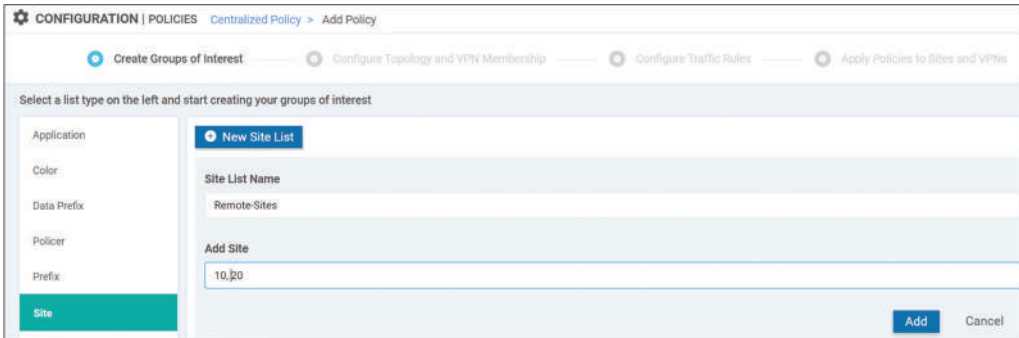 CONFIGURATION | POLICIES Centralized Policy > Add Policy
Create Groups of Interest Configure Topology and VPN Membership Configure Traffic Rules Apply Policies to Sites and VPNs
Select a list type on the left and start creating your groups of interest
Application
New Site List
Color
Site List Name
Data Prefix
Remote-Sites
Policer
Add Site
Prefix
10,20
Site
Add Cancel